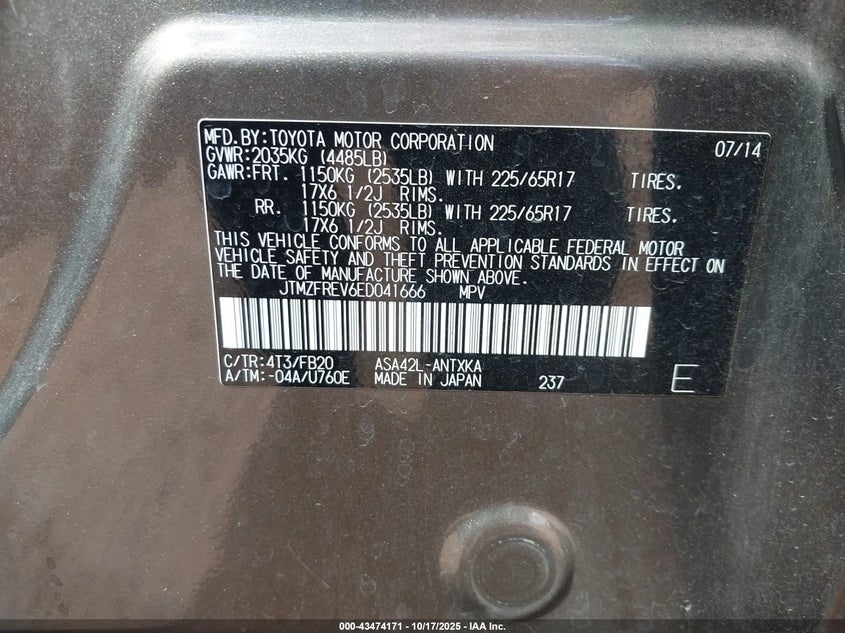 MFD.BY:TOYOTA MOTOR CORPORATION 07/14
GVWR:2035KG (4485LB)
GAWR:FRT. 1150KG (2535LB) WITH 225/65R17 TIRES.
17X6 1/2J RIMS.
RR. 1150KG (2535LB) WITH 225/65R17 TIRES.
17X6 1/2J RIMS.
THIS VEHICLE CONFORMS TO ALL APPLICABLE FEDERAL MOTOR
VEHICLE SAFETY AND THEFT PREVENTION STANDARDS IN EFFECT ON
THE DATE OF MANUFACTURE SHOWN ABOVE.
JTMZFREV6ED041666 MPV
C/TR:4T3/FB20 ASA42L-ANTXKA
A/TM:-04A/U760E MADE IN JAPAN 237 E
000-43474171 - 10/17/2025 - IAA Inc.